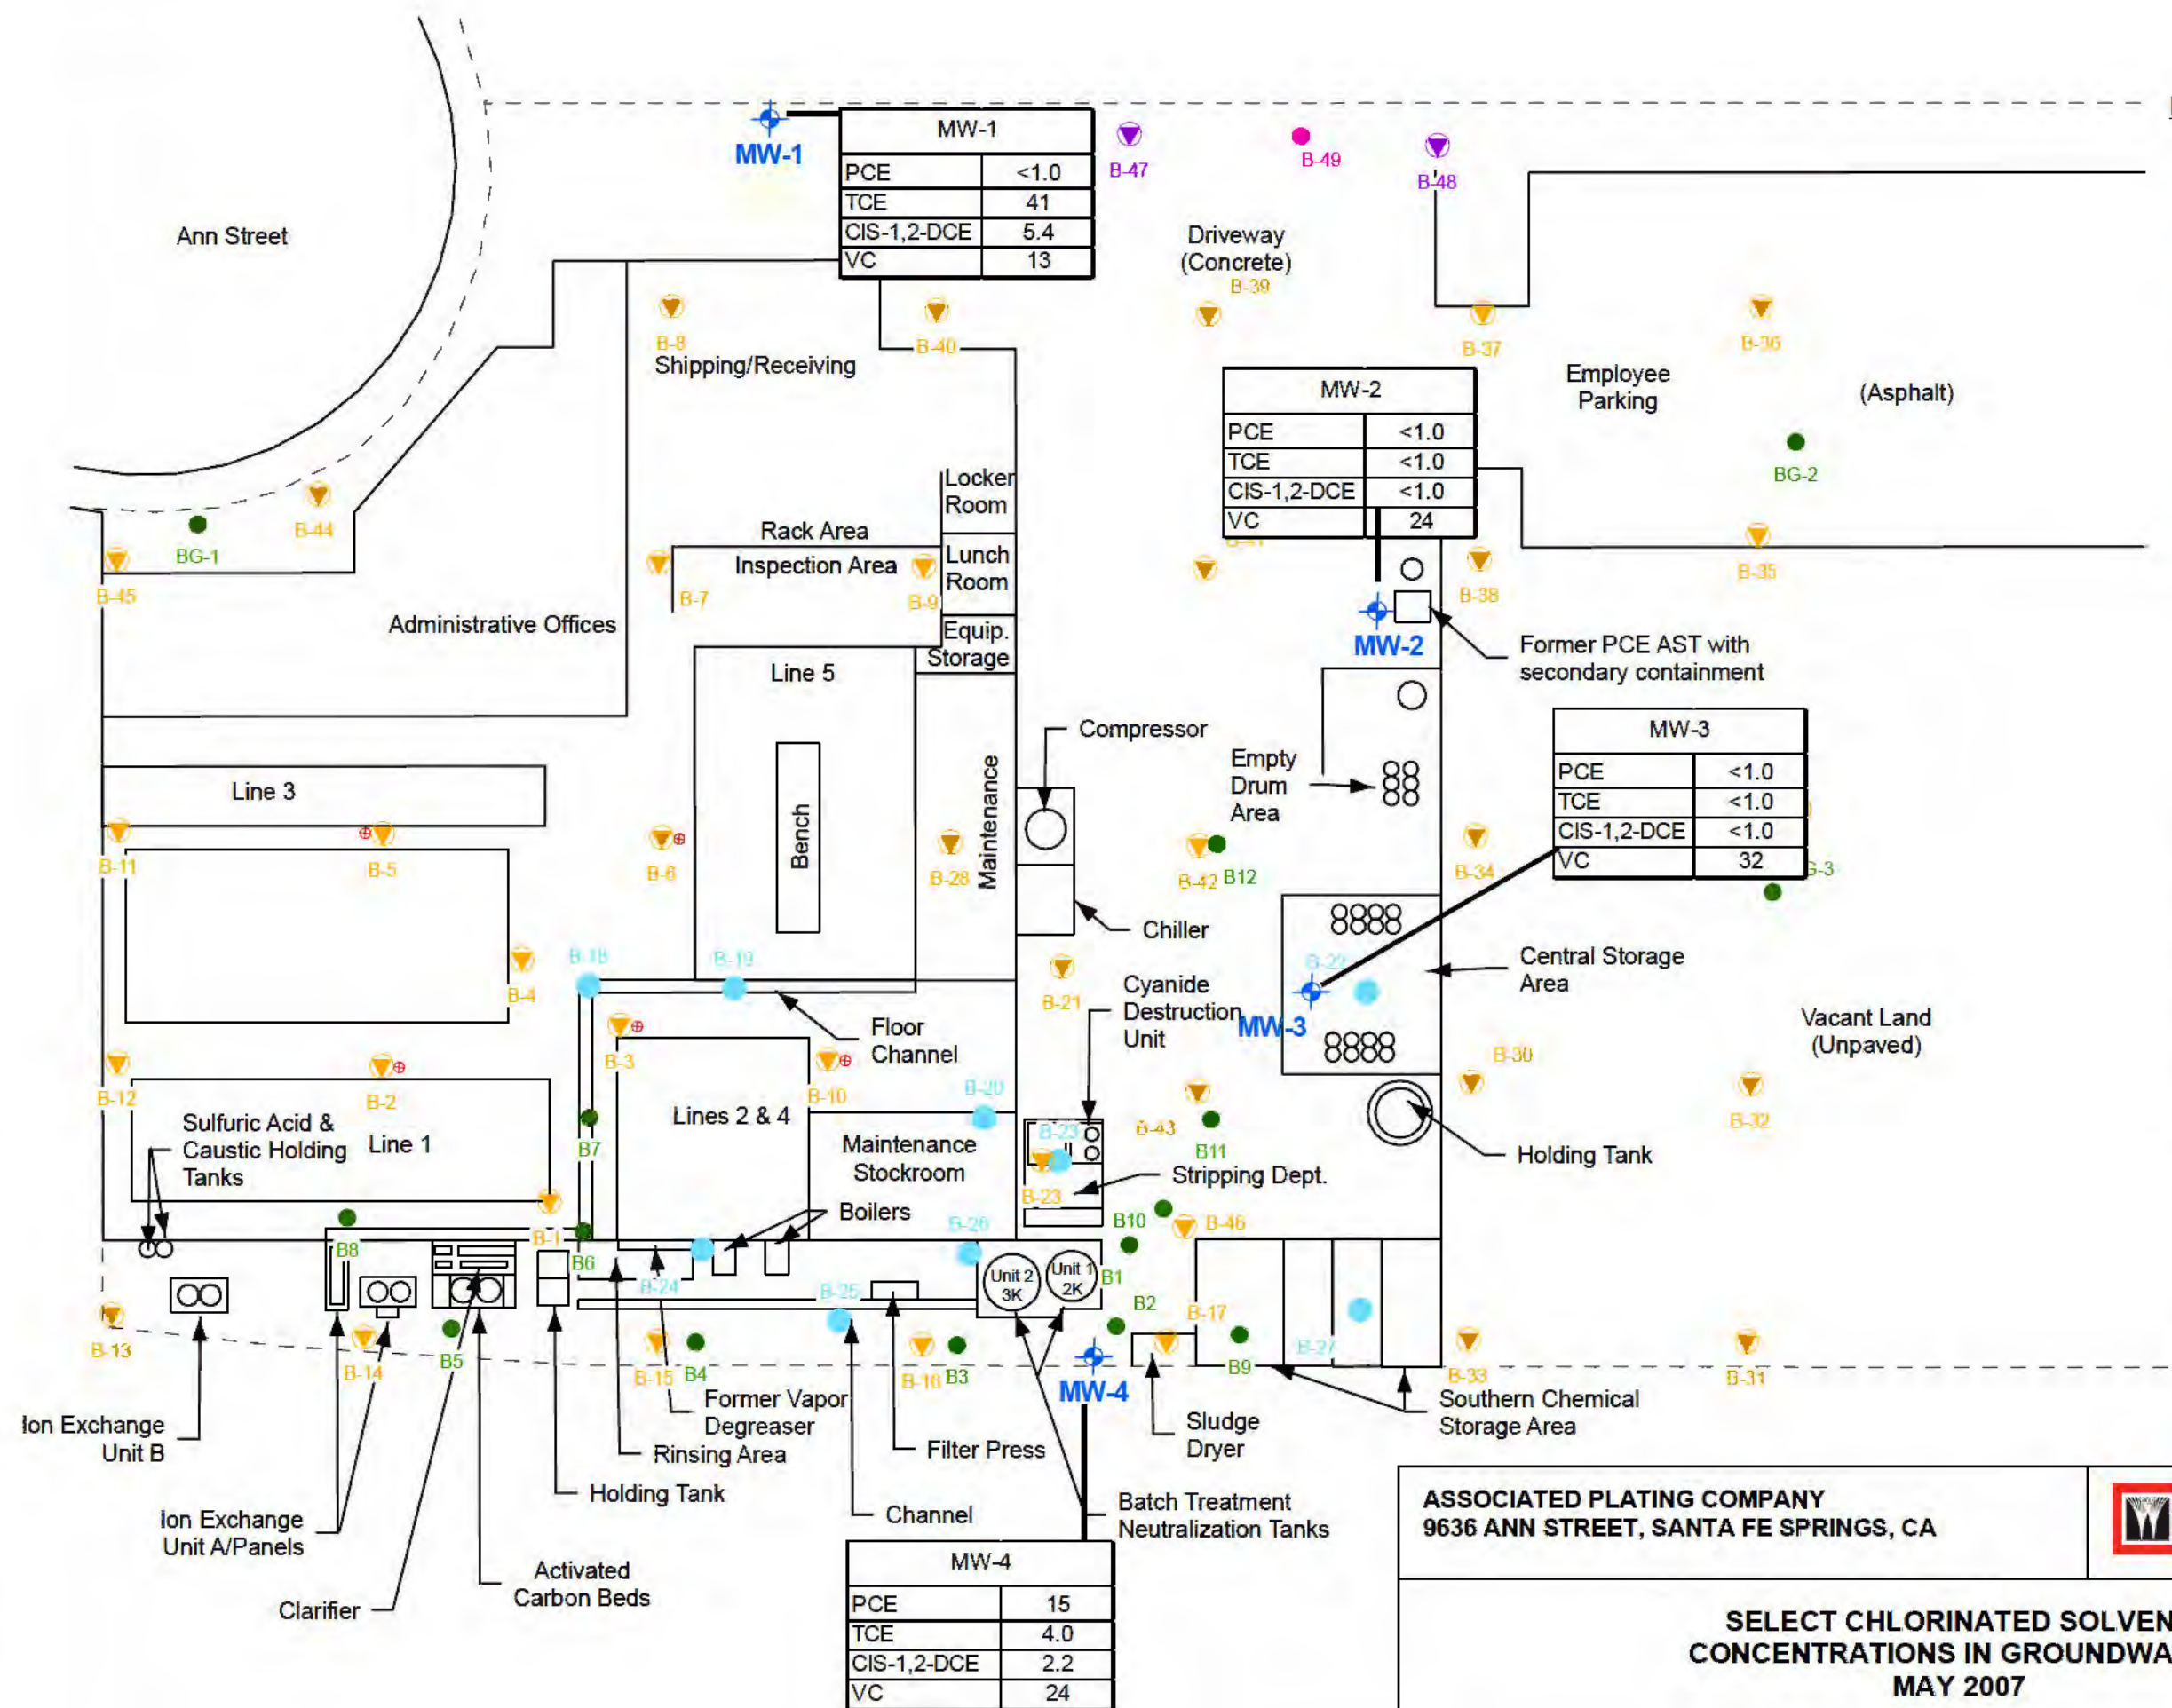 MW-1
MW-1
PCE <1.0
TCE 41
CIS-1,2-DCE 5.4
VC 13
B-47
B-49
B-48
Ann Street
Driveway
(Concrete)
B-39
B-8
Shipping/Receiving
B-40
B-37
B-36
MW-2
PCE <1.0
TCE <1.0
CIS-1,2-DCE <1.0
VC 24
Employee
Parking
(Asphalt)
BG-2
Locker
Room
B-44
BG-1
B-45
Rack Area
Inspection Area
Lunch
Room
B-7
B-9
B-38
B-35
Administrative Offices
Equip.
Storage
MW-2
Former PCE AST with
secondary containment
Line 5
Compressor
MW-3
PCE <1.0
TCE <1.0
CIS-1,2-DCE <1.0
VC 32
Empty
Drum
Area
Line 3
Bench
Maintenance
B-11
B-5
B-6
B-28
B-42
B12
B-34
Chiller
B-18
B-19
B-4
B-21
Cyanide
Destruction
Unit
B-22
MW-3
Central Storage
Area
Floor
Channel
Vacant Land
(Unpaved)
B-3
B-10
B-30
B-12
B-2
B-20
B-32
Sulfuric Acid &
Caustic Holding
Tanks
Line 1
Lines 2 & 4
B7
Maintenance
Stockroom
B-23
B-43
B11
Holding Tank
Stripping Dept.
B-23
Boilers
B10
B-46
B8
B-1
B6
B-26
B-24
B-25
Unit 2
3K
Unit 1
2K
B1
B2
B-17
B-27
B-13
B-14
B5
B-15
B4
B3
MW-4
B9
B-33
B-31
Ion Exchange
Unit B
Former Vapor
Degreaser
Rinsing Area
Filter Press
Sludge
Dryer
Southern Chemical
Storage Area
Holding Tank
Channel
Batch Treatment
Neutralization Tanks
Ion Exchange
Unit A/Panels
Activated
Carbon Beds
Clarifier
MW-4
PCE 15
TCE 4.0
CIS-1,2-DCE 2.2
VC 24
ASSOCIATED PLATING COMPANY
9636 ANN STREET, SANTA FE SPRINGS, CA
SELECT CHLORINATED SOLVEN
CONCENTRATIONS IN GROUNDWA
MAY 2007